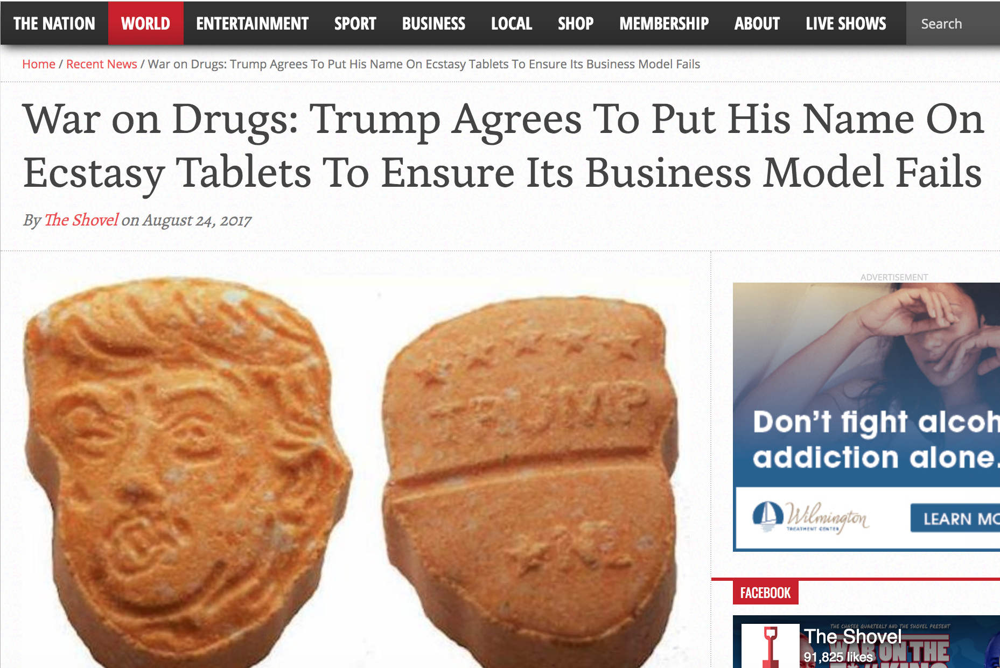 THE NATION WORLD ENTERTAINMENT SPORT BUSINESS LOCAL SHOP MEMBERSHIP ABOUT LIVE SHOWS Search
Home / Recent News / War on Drugs: Trump Agrees To Put His Name On Ecstasy Tablets To Ensure Its Business Model Fails
War on Drugs: Trump Agrees To Put His Name On
Ecstasy Tablets To Ensure Its Business Model Fails
By The Shovel on August 24, 2017
TRUMP
ADVERTISEMENT
Don't fight alcoh
addiction alone.
Wilmington
TREATMENT CENTER
LEARN MO
FACEBOOK
THE CHASER QUARTERLY AND THE SHOVEL PRESENT
The Shovel
91,825 likes
WAR ON THE